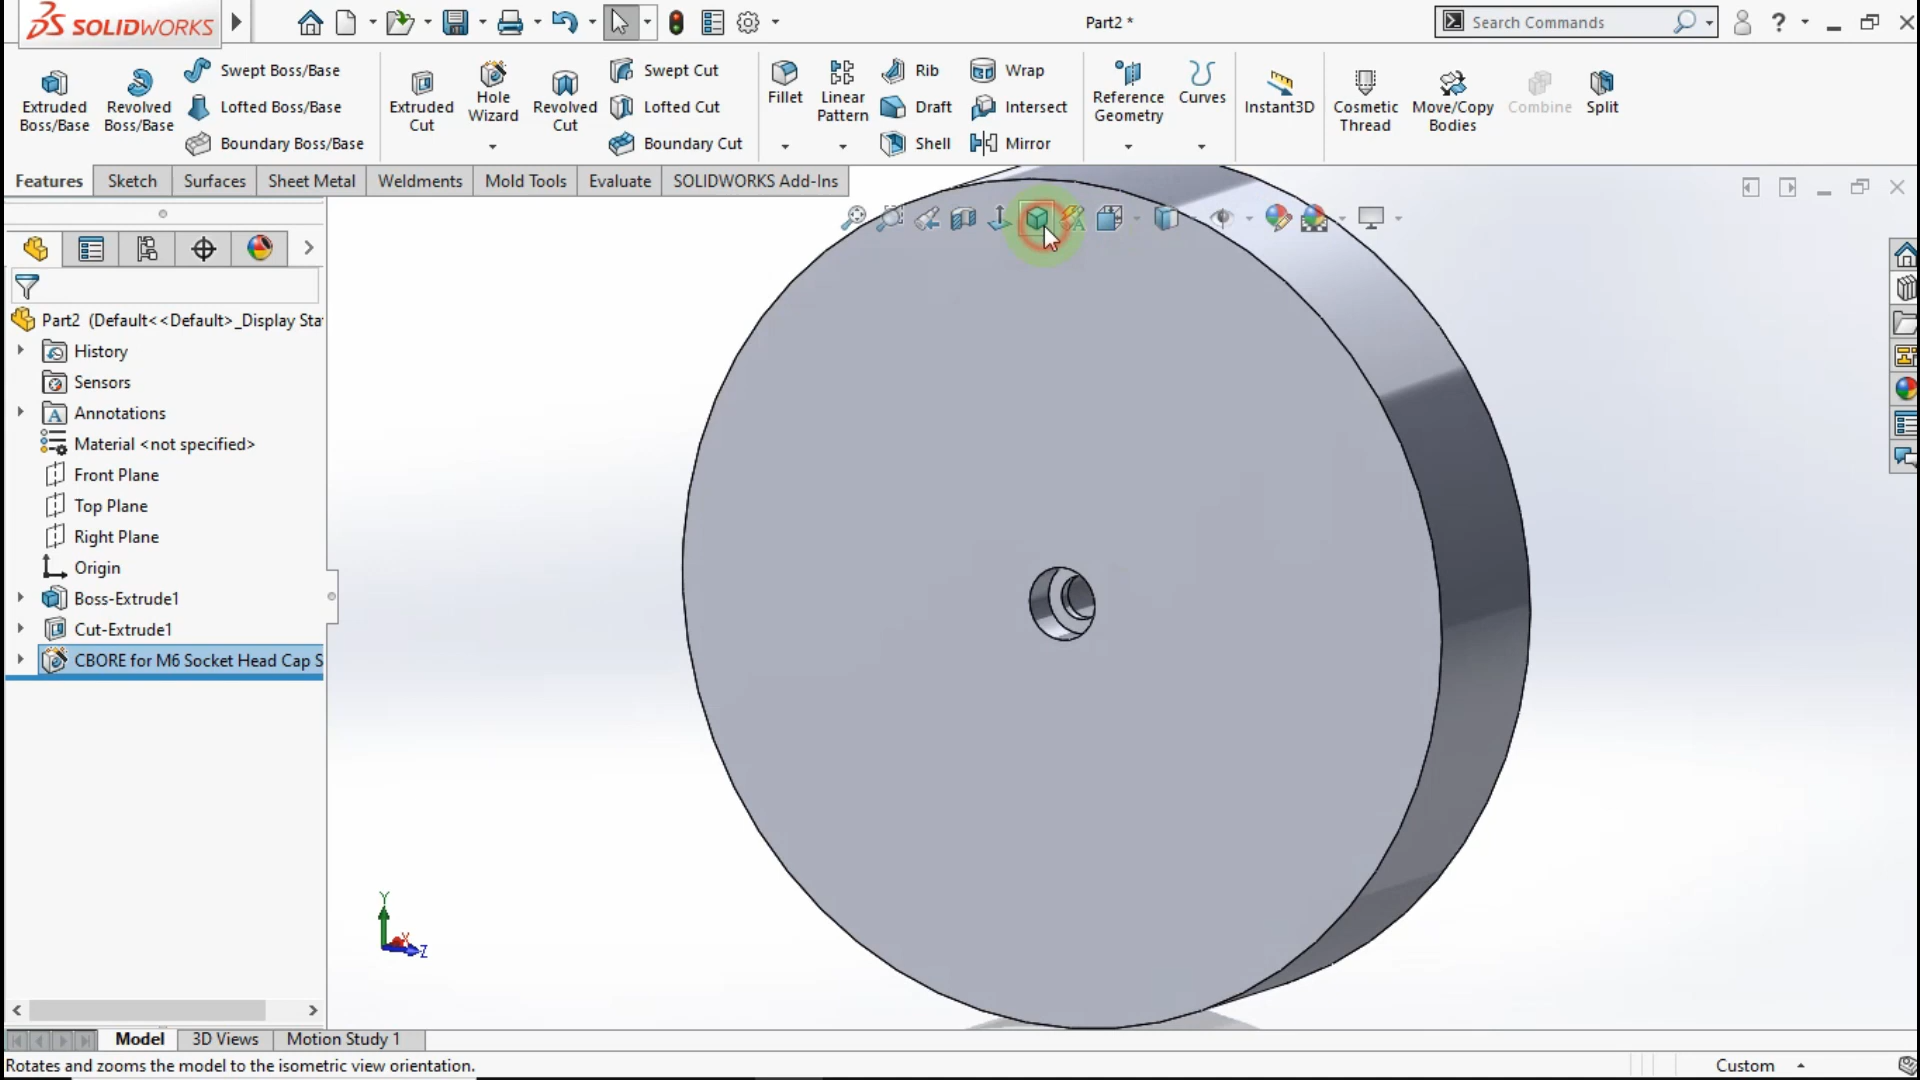 SOLIDWORKS
Part2 *
Search Commands
Extruded Boss/Base
Revolved Boss/Base
Swept Boss/Base
Lofted Boss/Base
Boundary Boss/Base
Extruded Cut
Hole Wizard
Revolved Cut
Swept Cut
Lofted Cut
Boundary Cut
Fillet
Linear Pattern
Rib
Draft
Shell
Wrap
Intersect
Mirror
Reference Geometry
Curves
Instant3D
Cosmetic Thread
Move/Copy Bodies
Combine
Split
Features
Sketch
Surfaces
Sheet Metal
Weldments
Mold Tools
Evaluate
SOLIDWORKS Add-Ins
Part2 (Default<<Default>_Display Sta
History
Sensors
Annotations
Material <not specified>
Front Plane
Top Plane
Right Plane
Origin
Boss-Extrude1
Cut-Extrude1
CBORE for M6 Socket Head Cap S
Y
X
Z
Model
3D Views
Motion Study 1
Rotates and zooms the model to the isometric view orientation.
Custom